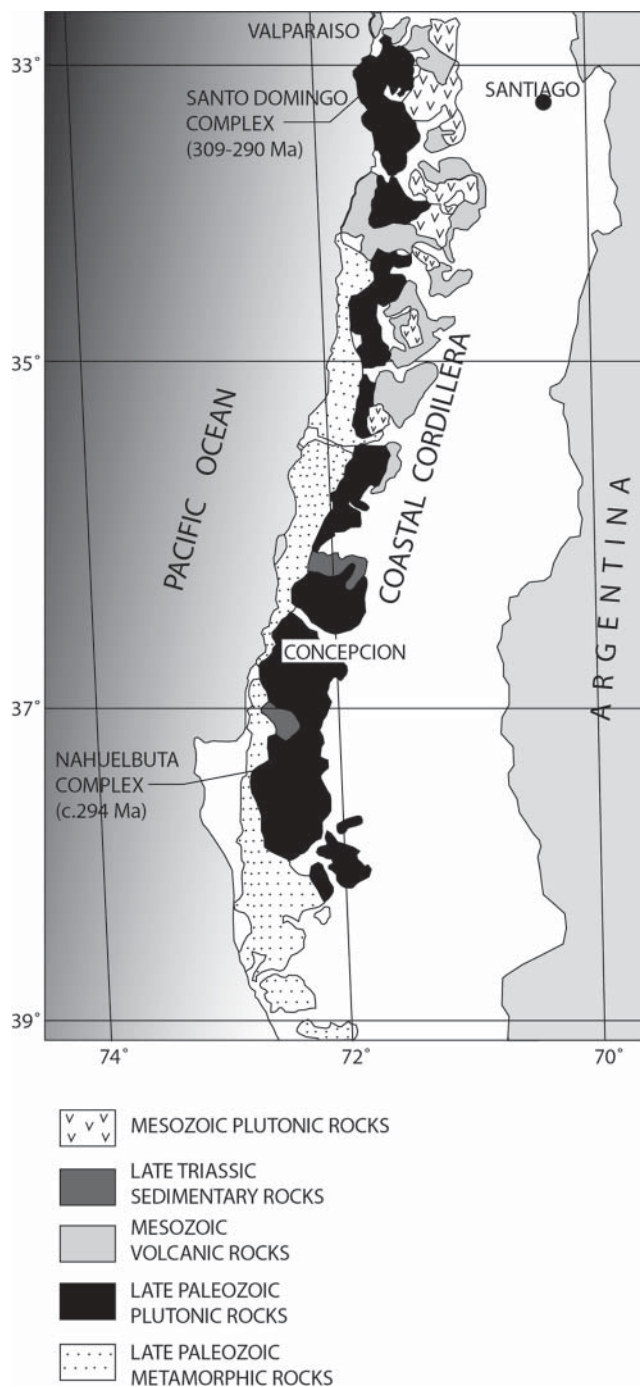 VALPARAISO
33°
SANTO DOMINGO
COMPLEX
(309-290 Ma)
SANTIAGO
35°
PACIFIC OCEAN
COASTAL CORDILLERA
ARGENTINA
CONCEPCION
37°
NAHUELBUTA
COMPLEX
(c.294 Ma)
39°
74°
72°
70°
MESOZOIC PLUTONIC ROCKS
LATE TRIASSIC
SEDIMENTARY ROCKS
MESOZOIC
VOLCANIC ROCKS
LATE PALEOZOIC
PLUTONIC ROCKS
LATE PALEOZOIC
METAMORPHIC ROCKS